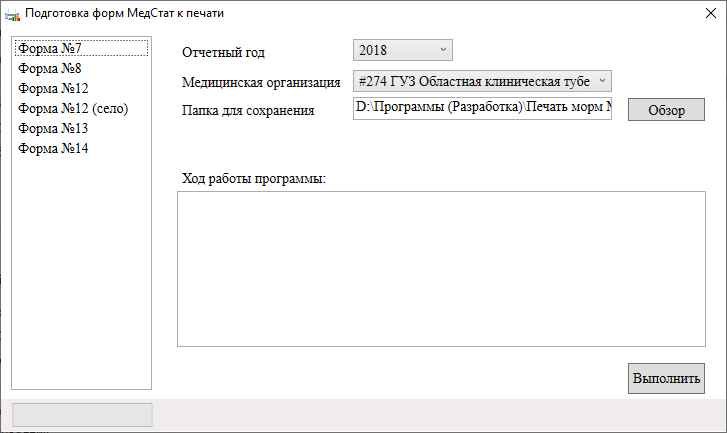 Подготовка форм МедСтат к печати
Форма №7
Форма №8
Форма №12
Форма №12 (село)
Форма №13
Форма №14
Отчетный год
2018
Медицинская организация
#274 ГУЗ Областная клиническая тубе
Папка для сохранения
D:\Программы (Разработка)\Печать морм М
Обзор
Ход работы программы:
Выполнить